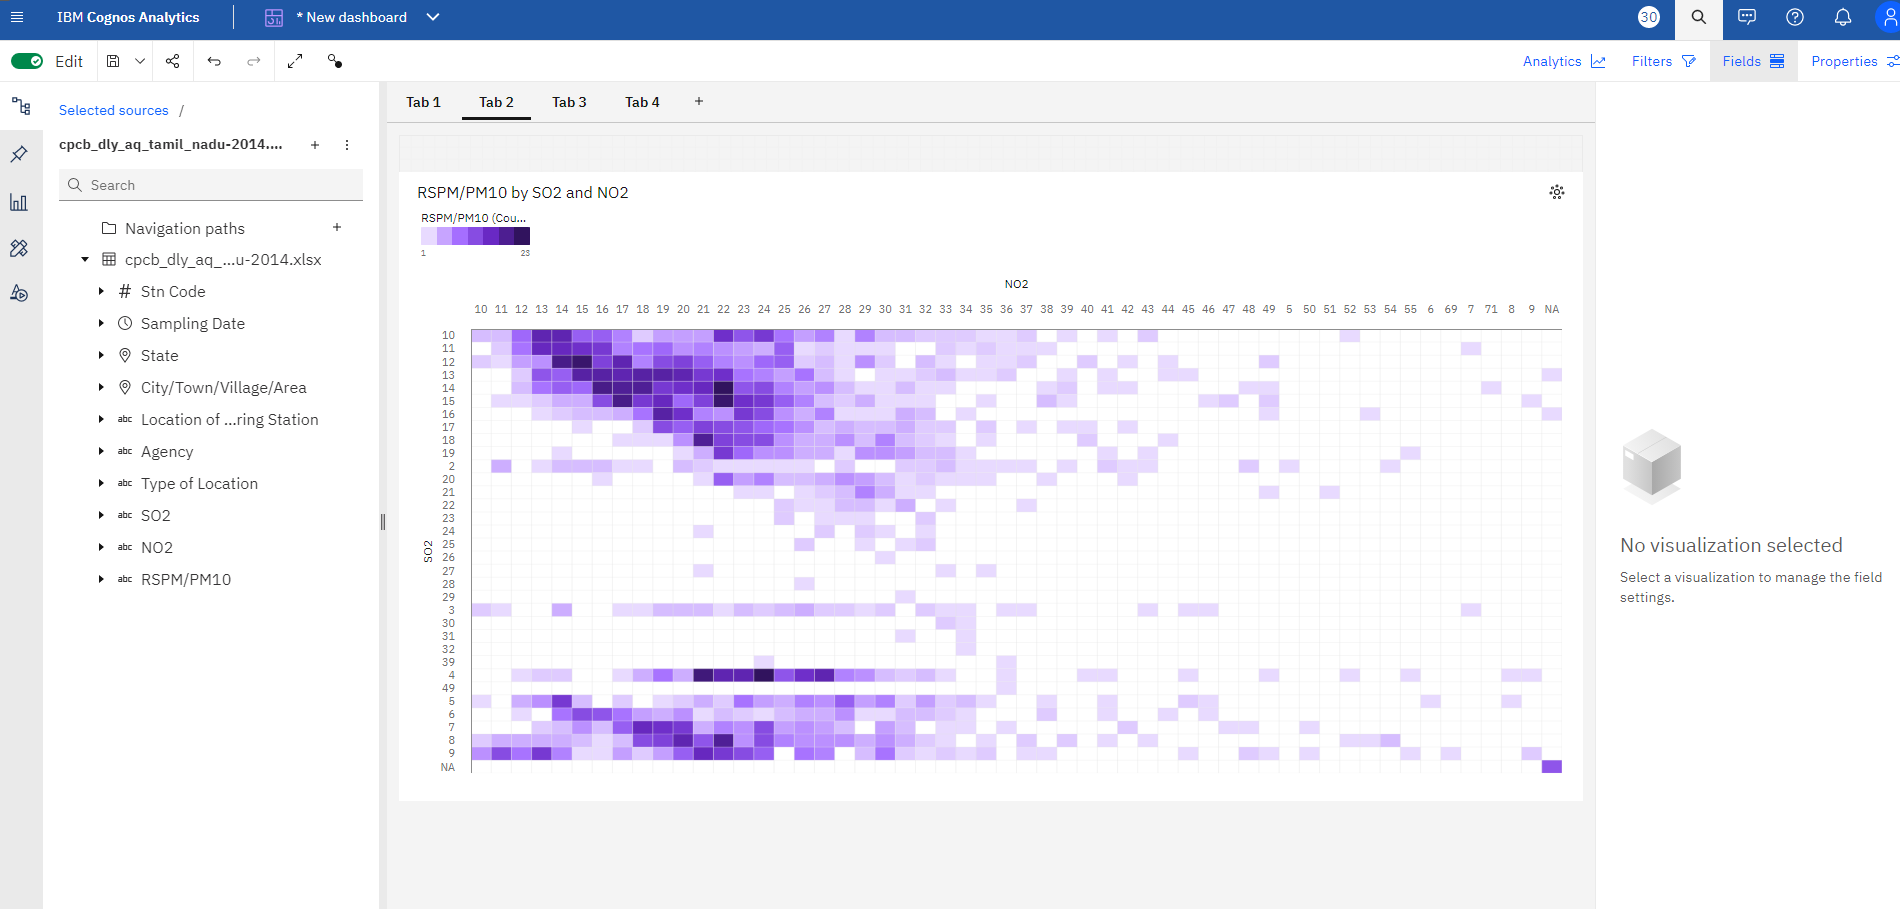 IBM Cognos Analytics
* New dashboard
30
Edit
Analytics
Filters
Fields
Properties
Selected sources /
cpcb_dly_aq_tamil_nadu-2014....
Search
Navigation paths
cpcb_dly_aq_...u-2014.xlsx
# Stn Code
Sampling Date
State
City/Town/Village/Area
abc Location of ...ring Station
abc Agency
abc Type of Location
abc SO2
abc NO2
abc RSPM/PM10
Tab 1 Tab 2 Tab 3 Tab 4 +
RSPM/PM10 by SO2 and NO2
RSPM/PM10 (Cou...
1 23
NO2
10 11 12 13 14 15 16 17 18 19 20 21 22 23 24 25 26 27 28 29 30 31 32 33 34 35 36 37 38 39 40 41 42 43 44 45 46 47 48 49 5 50 51 52 53 54 55 6 69 7 71 8 9 NA
SO2
10
11
12
13
14
15
16
17
18
19
2
20
21
22
23
24
25
26
27
28
29
3
30
31
32
39
4
49
5
6
7
8
9
NA
No visualization selected
Select a visualization to manage the field
settings.